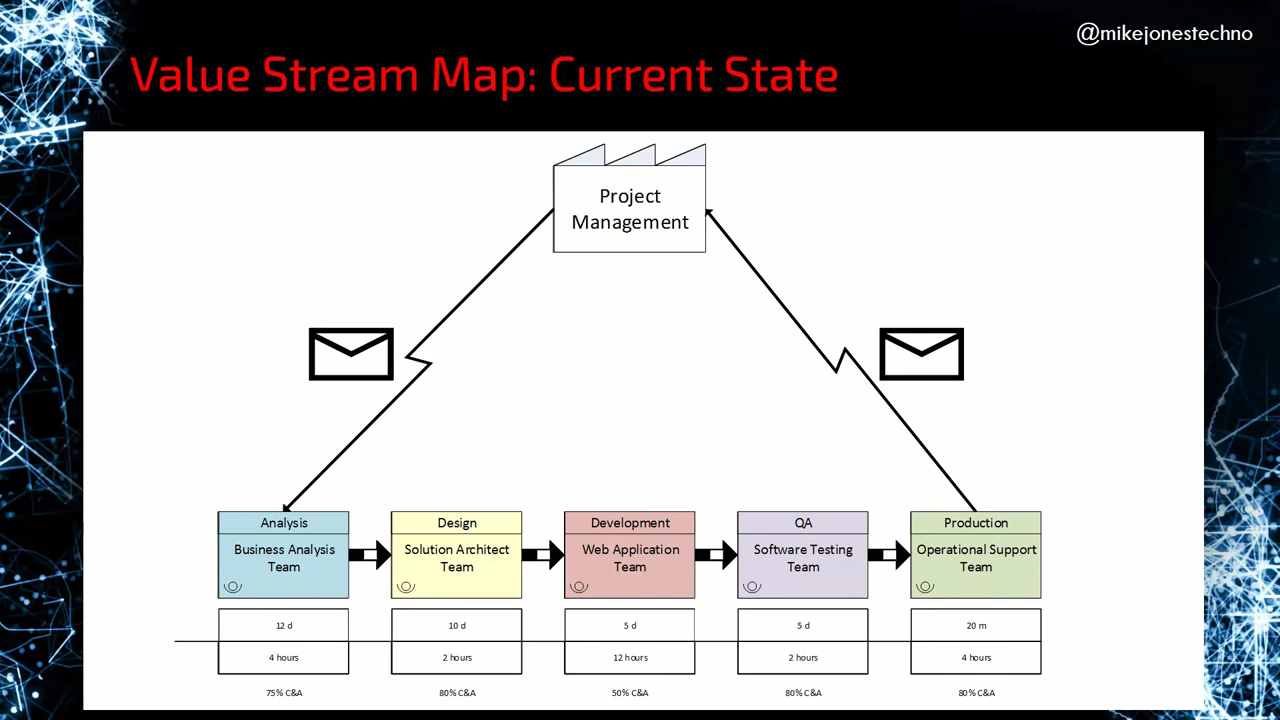 @mikejonestechno
Value Stream Map: Current State
Project
Management
Analysis
Business Analysis
Team
Design
Solution Architect
Team
Development
Web Application
Team
QA
Software Testing
Team
Production
Operational Support
Team
12 d
10 d
5 d
5 d
20 m
4 hours
2 hours
12 hours
2 hours
4 hours
75% C&A
80% C&A
50% C&A
80% C&A
80% C&A